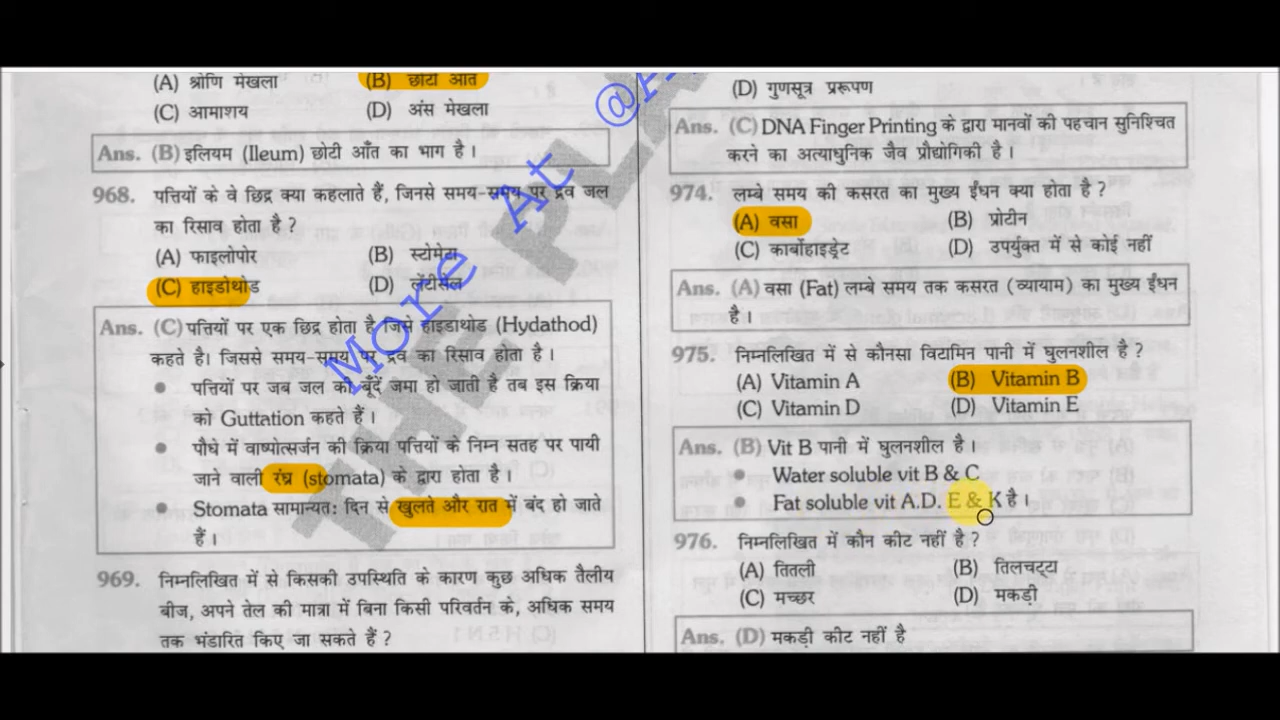 (A) श्रोणि मेखला (B) छोटी आंत
(C) आमाशय (D) अंस मेखला
Ans. (B) इलियम (Ileum) छोटी आँत का भाग है।
968. पत्तियों के वे छिद्र क्या कहलाते हैं, जिनसे समय-समय पर द्रव जल
का रिसाव होता है ?
(A) फाइलोपोर (B) स्टोमेटा
(C) हाइडोथोड (D) लेंटीसेल
Ans. (C) पत्तियों पर एक छिद्र होता है जिसे हाइडाथोड (Hydathod)
कहते है। जिससे समय-समय पर द्रव का रिसाव होता है।
● पत्तियों पर जब जल की बूँदें जमा हो जाती है तब इस क्रिया
को Guttation कहते हैं।
● पौधे में वाष्पोत्सर्जन की क्रिया पत्तियों के निम्न सतह पर पायी
जाने वाली रंध्र (stomata) के द्वारा होता है।
● Stomata सामान्यत: दिन से खुलते और रात में बंद हो जाते
हैं।
969. निम्नलिखित में से किसकी उपस्थिति के कारण कुछ अधिक तैलीय
बीज, अपने तेल की मात्रा में बिना किसी परिवर्तन के, अधिक समय
तक भंडारित किए जा सकते हैं ?
(D) गुणसूत्र प्ररूपण
Ans. (C) DNA Finger Printing के द्वारा मानवों की पहचान सुनिश्चित
करने का अत्याधुनिक जैव प्रौद्योगिकी है।
974. लम्बे समय की कसरत का मुख्य ईंधन क्या होता है ?
(A) वसा (B) प्रोटीन
(C) कार्बोहाइड्रेट (D) उपर्युक्त में से कोई नहीं
Ans. (A) वसा (Fat) लम्बे समय तक कसरत (व्यायाम) का मुख्य ईंधन
है।
975. निम्नलिखित में से कौनसा विटामिन पानी में घुलनशील है ?
(A) Vitamin A (B) Vitamin B
(C) Vitamin D (D) Vitamin E
Ans. (B) Vit B पानी में घुलनशील है।
● Water soluble vit B & C
● Fat soluble vit A.D. E & K है।
976. निम्नलिखित में कौन कीट नहीं है ?
(A) तितली (B) तिलचट्टा
(C) मच्छर (D) मकड़ी
Ans. (D) मकड़ी कीट नहीं है
More At
THE